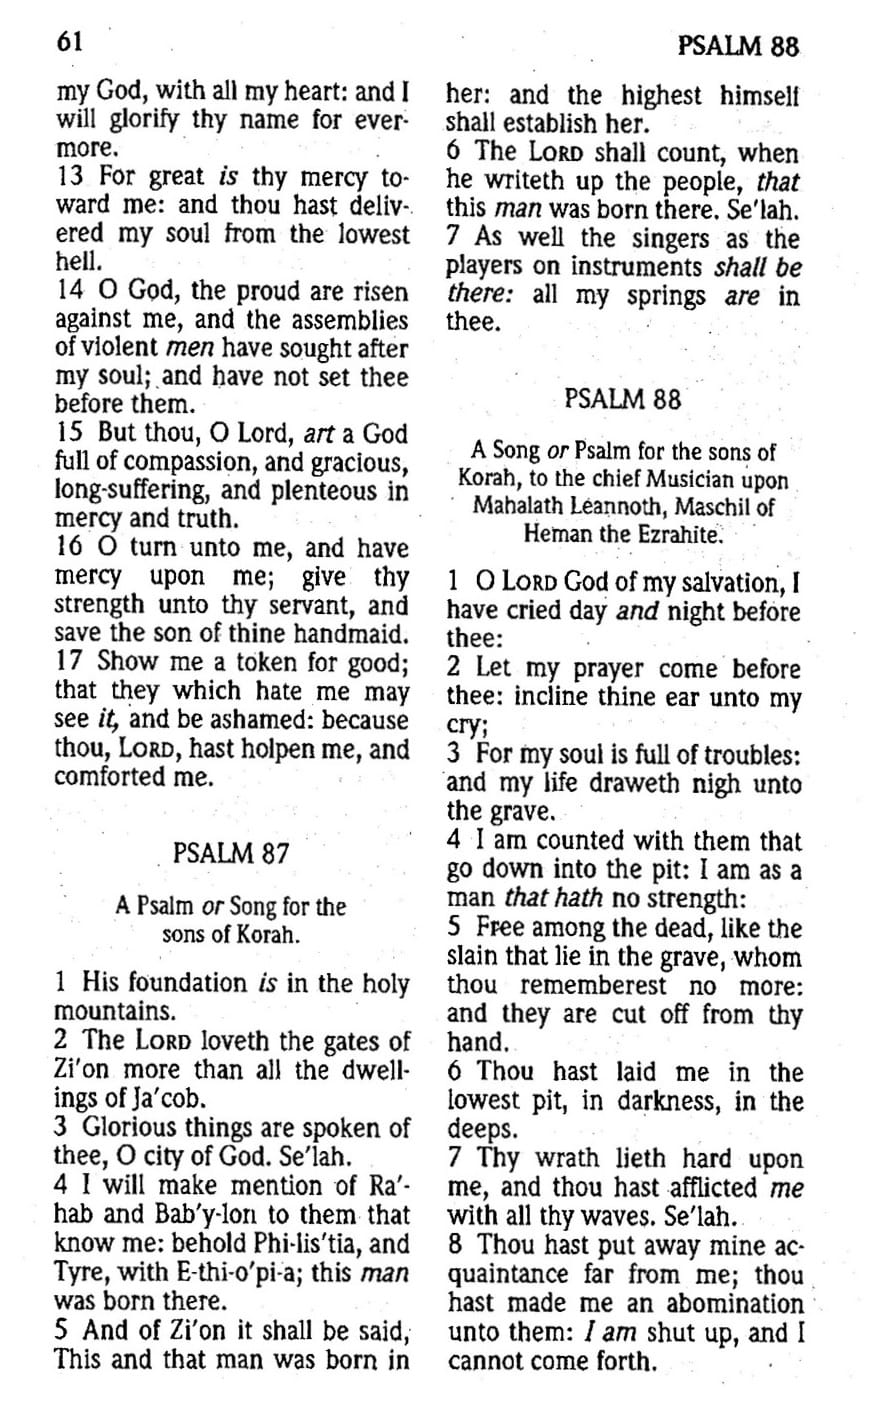 61
PSALM 88
my God, with all my heart: and I
will glorify thy name for ever-
more.
13 For great is thy mercy to-
ward me: and thou hast deliv-
ered my soul from the lowest
hell.
14 O God, the proud are risen
against me, and the assemblies
of violent men have sought after
my soul; and have not set thee
before them.
15 But thou, O Lord, art a God
full of compassion, and gracious,
long-suffering, and plenteous in
mercy and truth.
16 O turn unto me, and have
mercy upon me; give thy
strength unto thy servant, and
save the son of thine handmaid.
17 Show me a token for good;
that they which hate me may
see it, and be ashamed: because
thou, LORD, hast holpen me, and
comforted me.
PSALM 87
A Psalm or Song for the
sons of Korah.
1 His foundation is in the holy
mountains.
2 The LORD loveth the gates of
Zi'on more than all the dwell-
ings of Ja'cob.
3 Glorious things are spoken of
thee, O city of God. Se'lah.
4 I will make mention of Ra'-
hab and Bab'y-lon to them that
know me: behold Phi-lis'tia, and
Tyre, with E-thi-o'pi-a; this man
was born there.
5 And of Zi'on it shall be said,
This and that man was born in
her: and the highest himself
shall establish her.
6 The LORD shall count, when
he writeth up the people, that
this man was born there. Se'lah.
7 As well the singers as the
players on instruments shall be
there: all my springs are in
thee.
PSALM 88
A Song or Psalm for the sons of
Korah, to the chief Musician upon
Mahalath Leannoth, Maschil of
Heman the Ezrahite.
1 O LORD God of my salvation, I
have cried day and night before
thee:
2 Let my prayer come before
thee: incline thine ear unto my
cry;
3 For my soul is full of troubles:
and my life draweth nigh unto
the grave.
4 I am counted with them that
go down into the pit: I am as a
man that hath no strength:
5 Free among the dead, like the
slain that lie in the grave, whom
thou rememberest no more:
and they are cut off from thy
hand.
6 Thou hast laid me in the
lowest pit, in darkness, in the
deeps.
7 Thy wrath lieth hard upon
me, and thou hast afflicted me
with all thy waves. Se'lah.
8 Thou hast put away mine ac-
quaintance far from me; thou
hast made me an abomination
unto them: I am shut up, and I
cannot come forth.